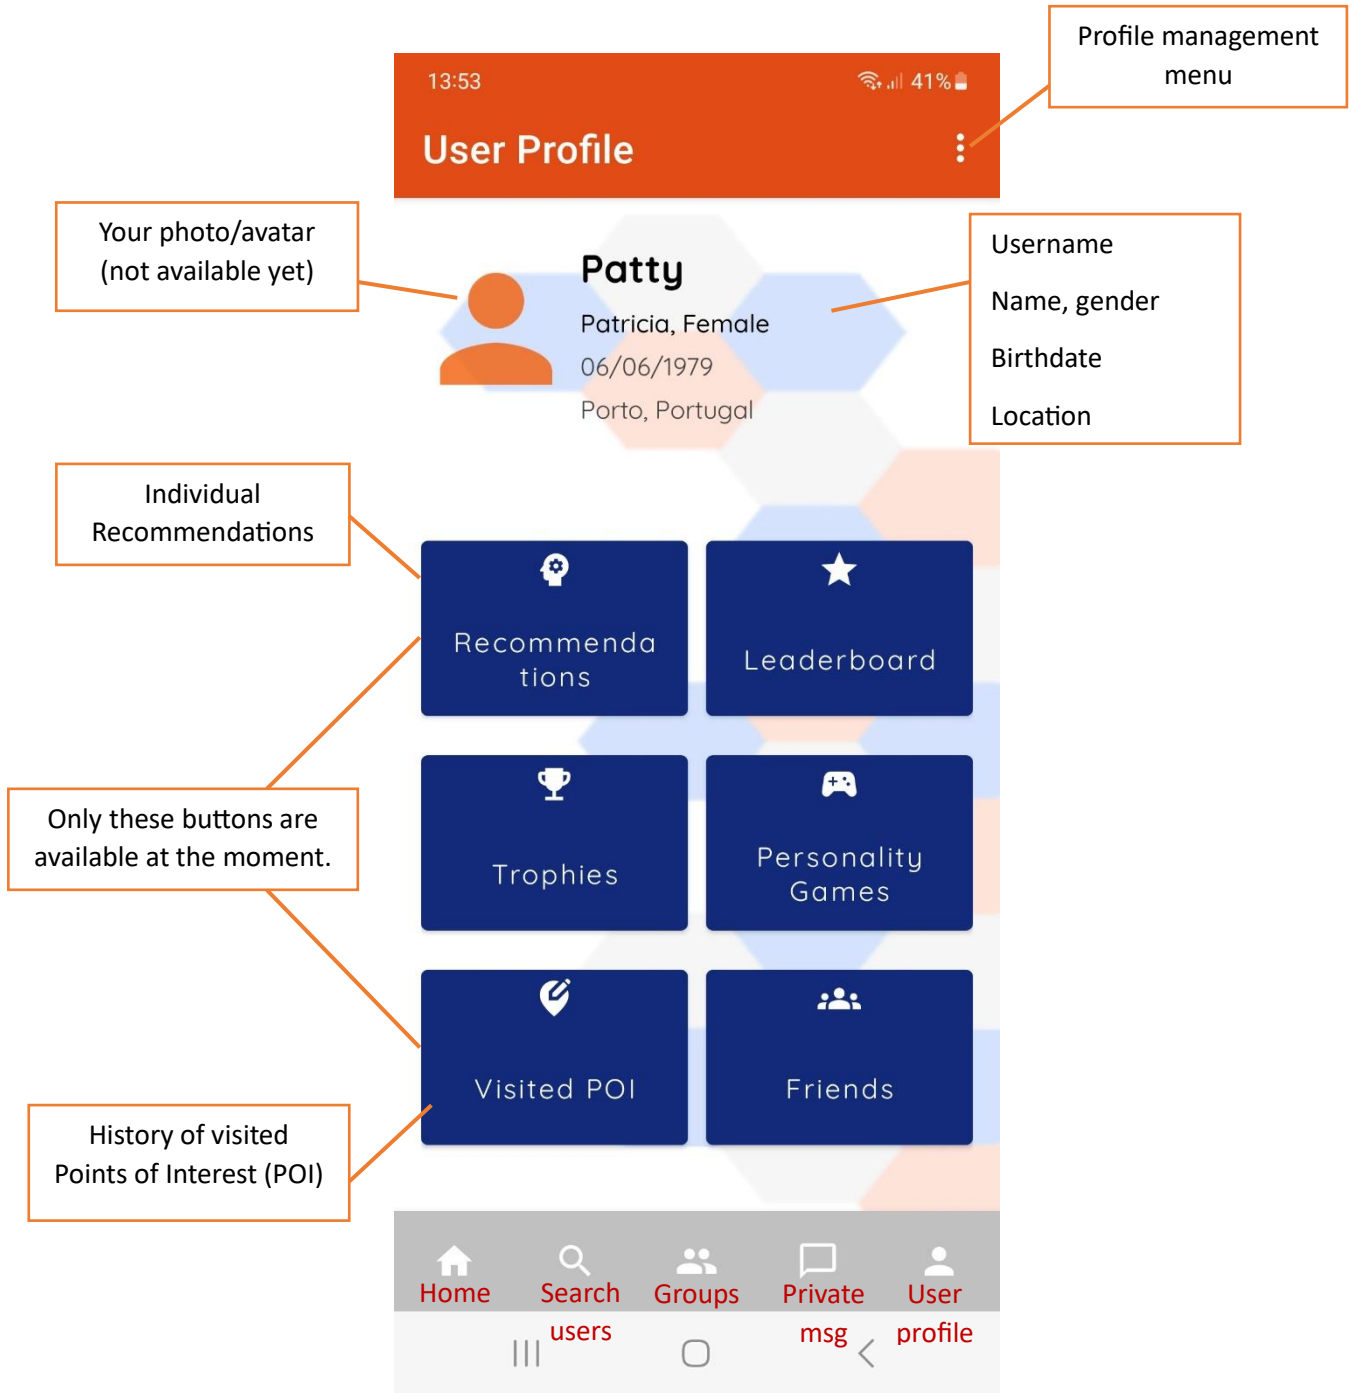 Profile management
menu
13:53
41%
User Profile
Your photo/avatar
(not available yet)
Patty
Patricia, Female
06/06/1979
Porto, Portugal
Username
Name, gender
Birthdate
Location
Individual
Recommendations
Recommenda
tions
Leaderboard
Only these buttons are
available at the moment.
Trophies
Personality
Games
Visited POI
Friends
History of visited
Points of Interest (POI)
Home
Search
users
Groups
Private
msg
User
profile